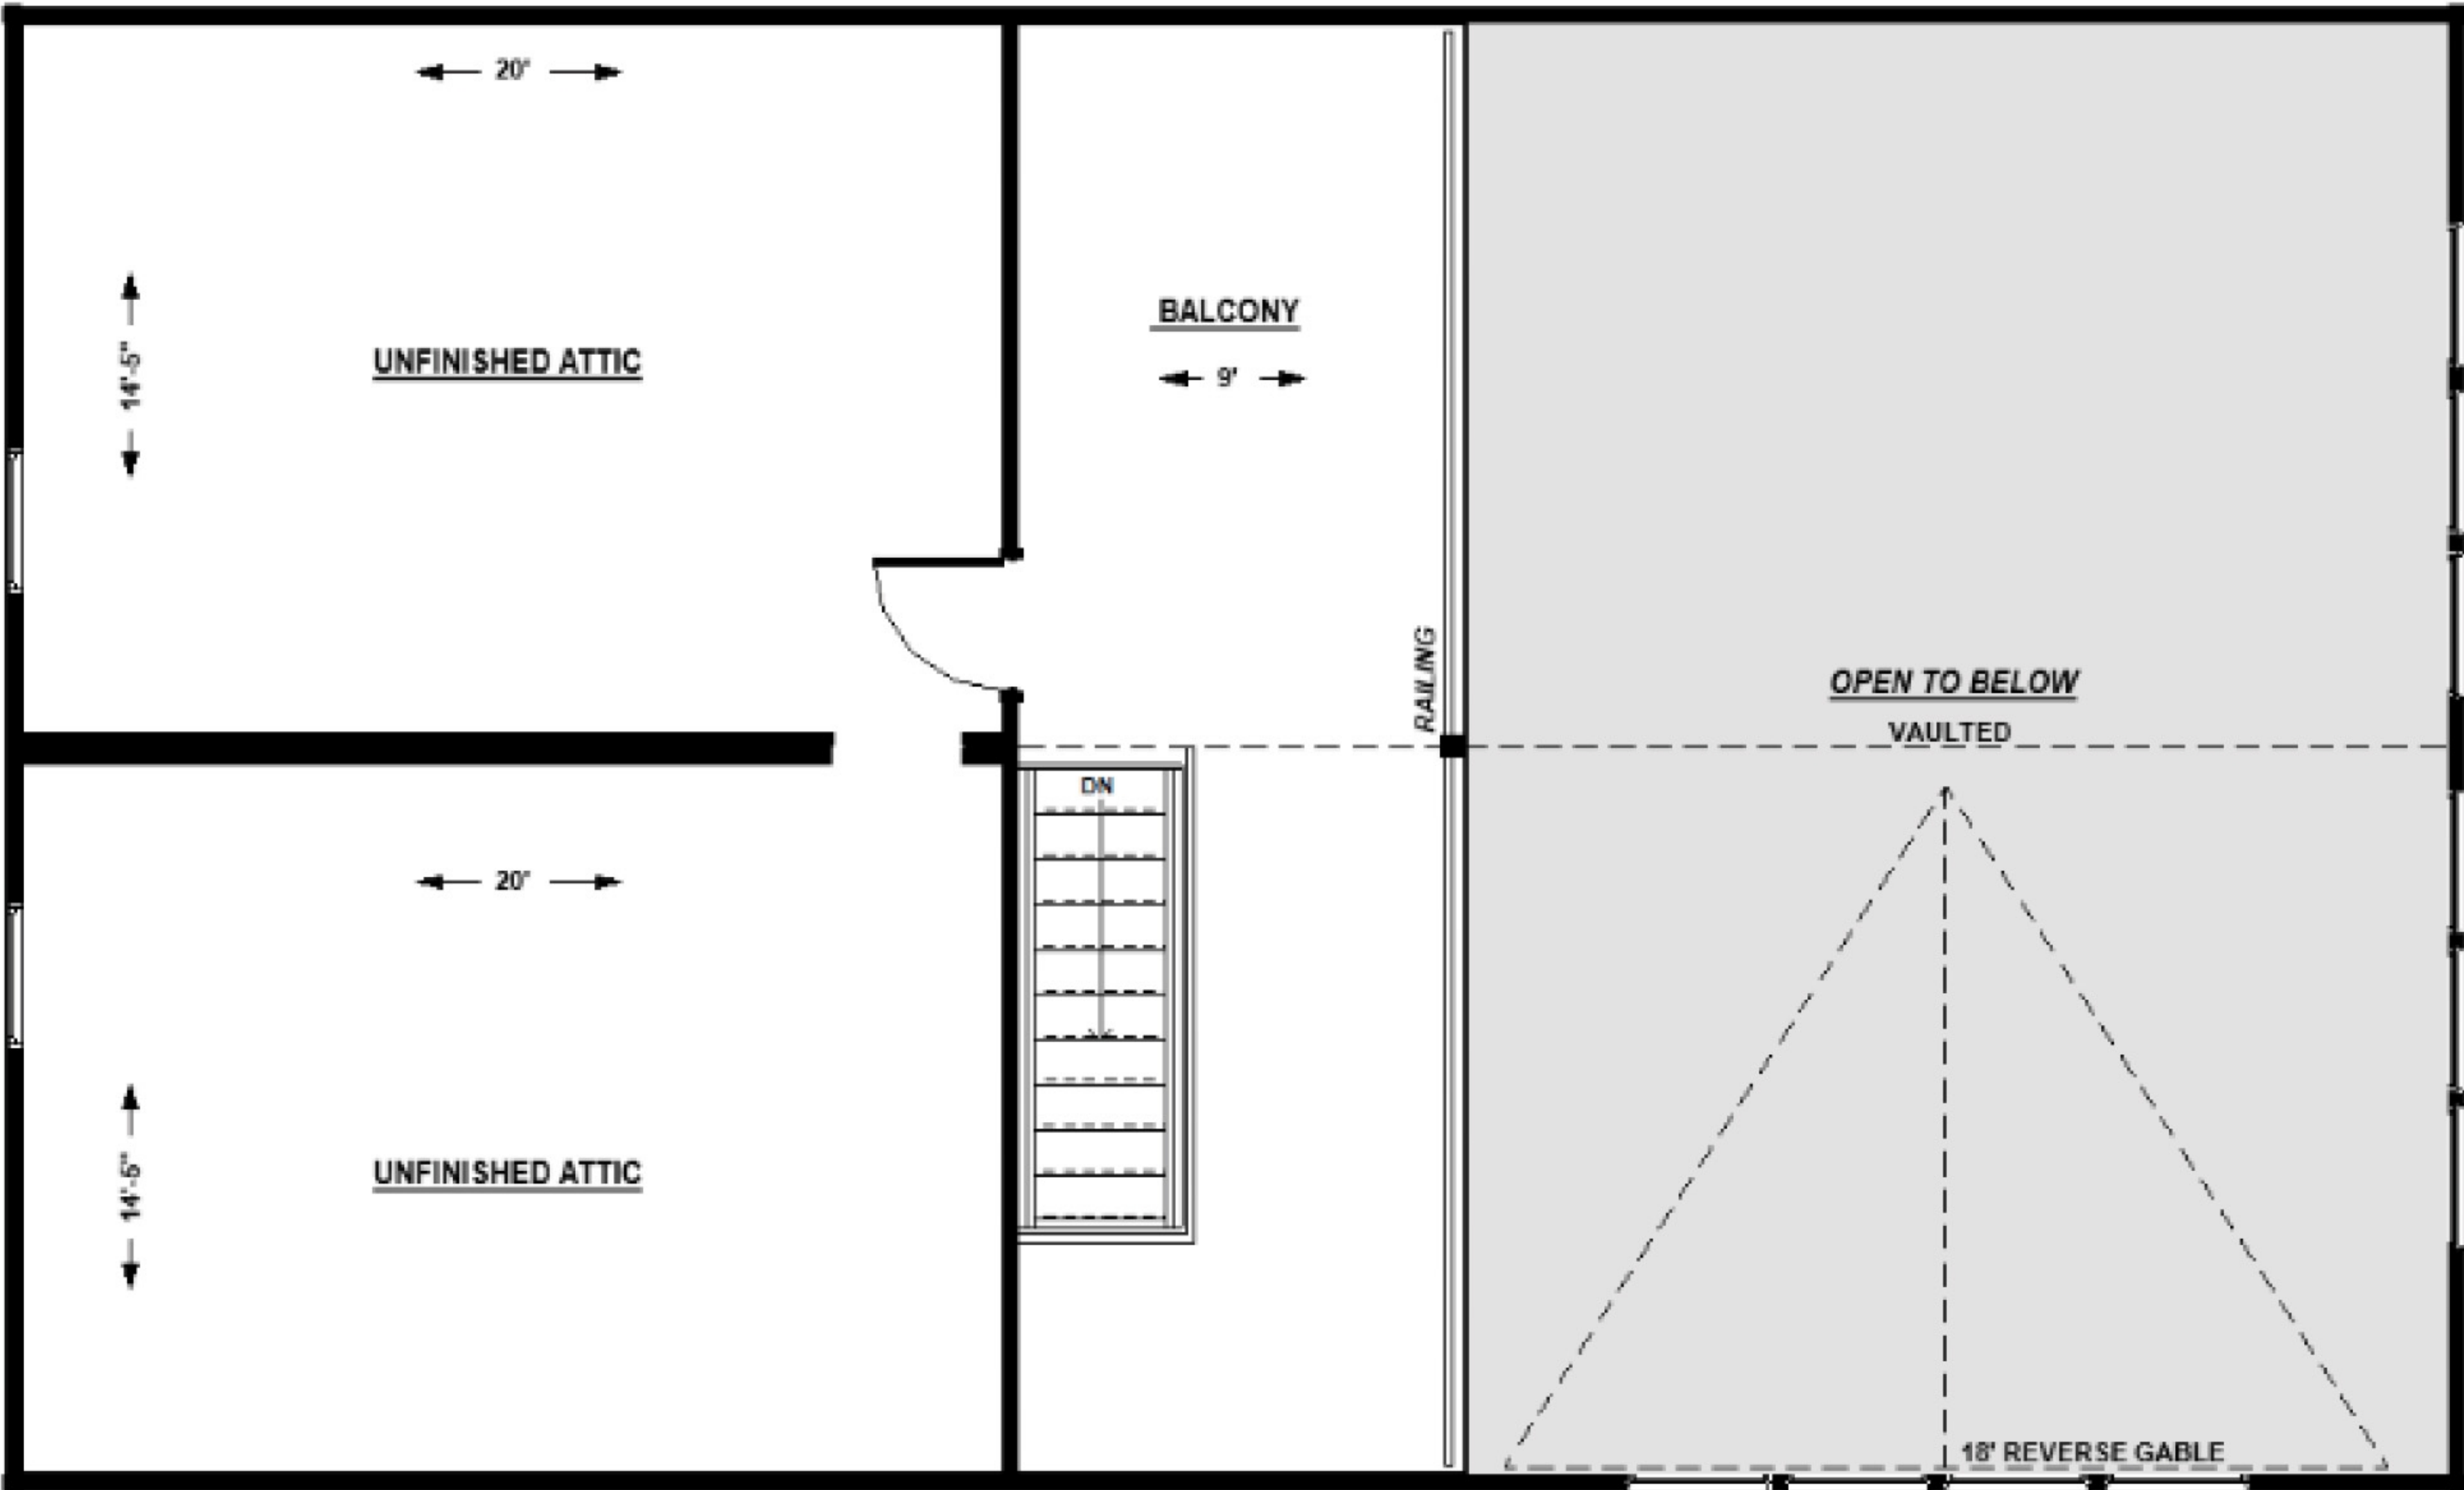 20'
14'-5"
UNFINISHED ATTIC
BALCONY
9'
RAILING
OPEN TO BELOW
VAULTED
DN
20'
14'-5"
UNFINISHED ATTIC
18' REVERSE GABLE